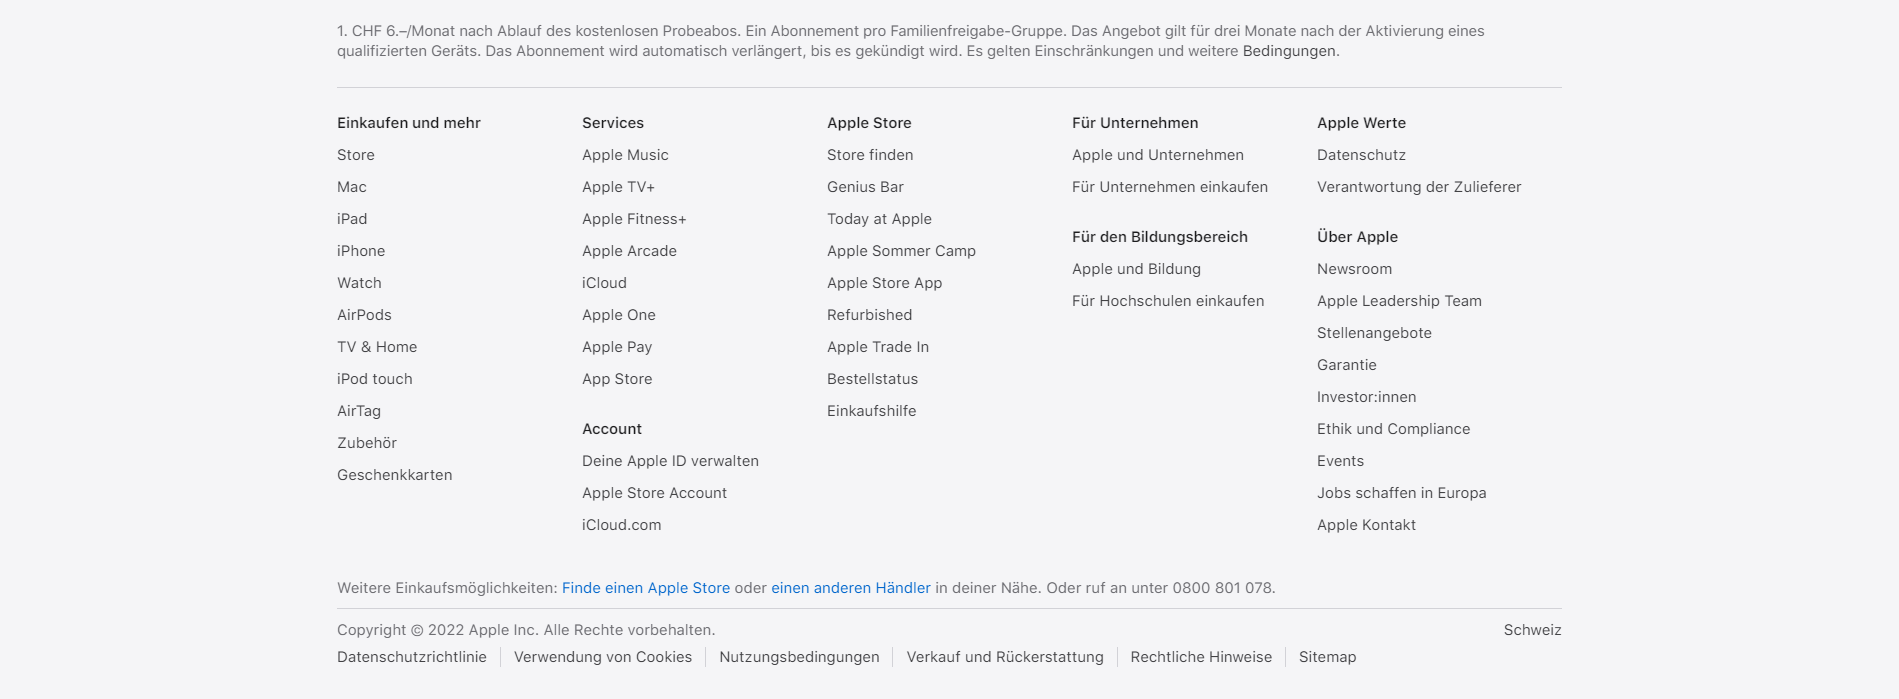 1. CHF 6.–/Monat nach Ablauf des kostenlosen Probeabos. Ein Abonnement pro Familienfreigabe-Gruppe. Das Angebot gilt für drei Monate nach der Aktivierung eines
qualifizierten Geräts. Das Abonnement wird automatisch verlängert, bis es gekündigt wird. Es gelten Einschränkungen und weitere Bedingungen.
Einkaufen und mehr
Store
Mac
iPad
iPhone
Watch
AirPods
TV & Home
iPod touch
AirTag
Zubehör
Geschenkkarten
Services
Apple Music
Apple TV+
Apple Fitness+
Apple Arcade
iCloud
Apple One
Apple Pay
App Store
Account
Deine Apple ID verwalten
Apple Store Account
iCloud.com
Apple Store
Store finden
Genius Bar
Today at Apple
Apple Sommer Camp
Apple Store App
Refurbished
Apple Trade In
Bestellstatus
Einkaufshilfe
Für Unternehmen
Apple und Unternehmen
Für Unternehmen einkaufen
Für den Bildungsbereich
Apple und Bildung
Für Hochschulen einkaufen
Apple Werte
Datenschutz
Verantwortung der Zulieferer
Über Apple
Newsroom
Apple Leadership Team
Stellenangebote
Garantie
Investor:innen
Ethik und Compliance
Events
Jobs schaffen in Europa
Apple Kontakt
Weitere Einkaufsmöglichkeiten: Finde einen Apple Store oder einen anderen Händler in deiner Nähe. Oder ruf an unter 0800 801 078.
Copyright © 2022 Apple Inc. Alle Rechte vorbehalten.
Schweiz
Datenschutzrichtlinie | Verwendung von Cookies | Nutzungsbedingungen | Verkauf und Rückerstattung | Rechtliche Hinweise | Sitemap